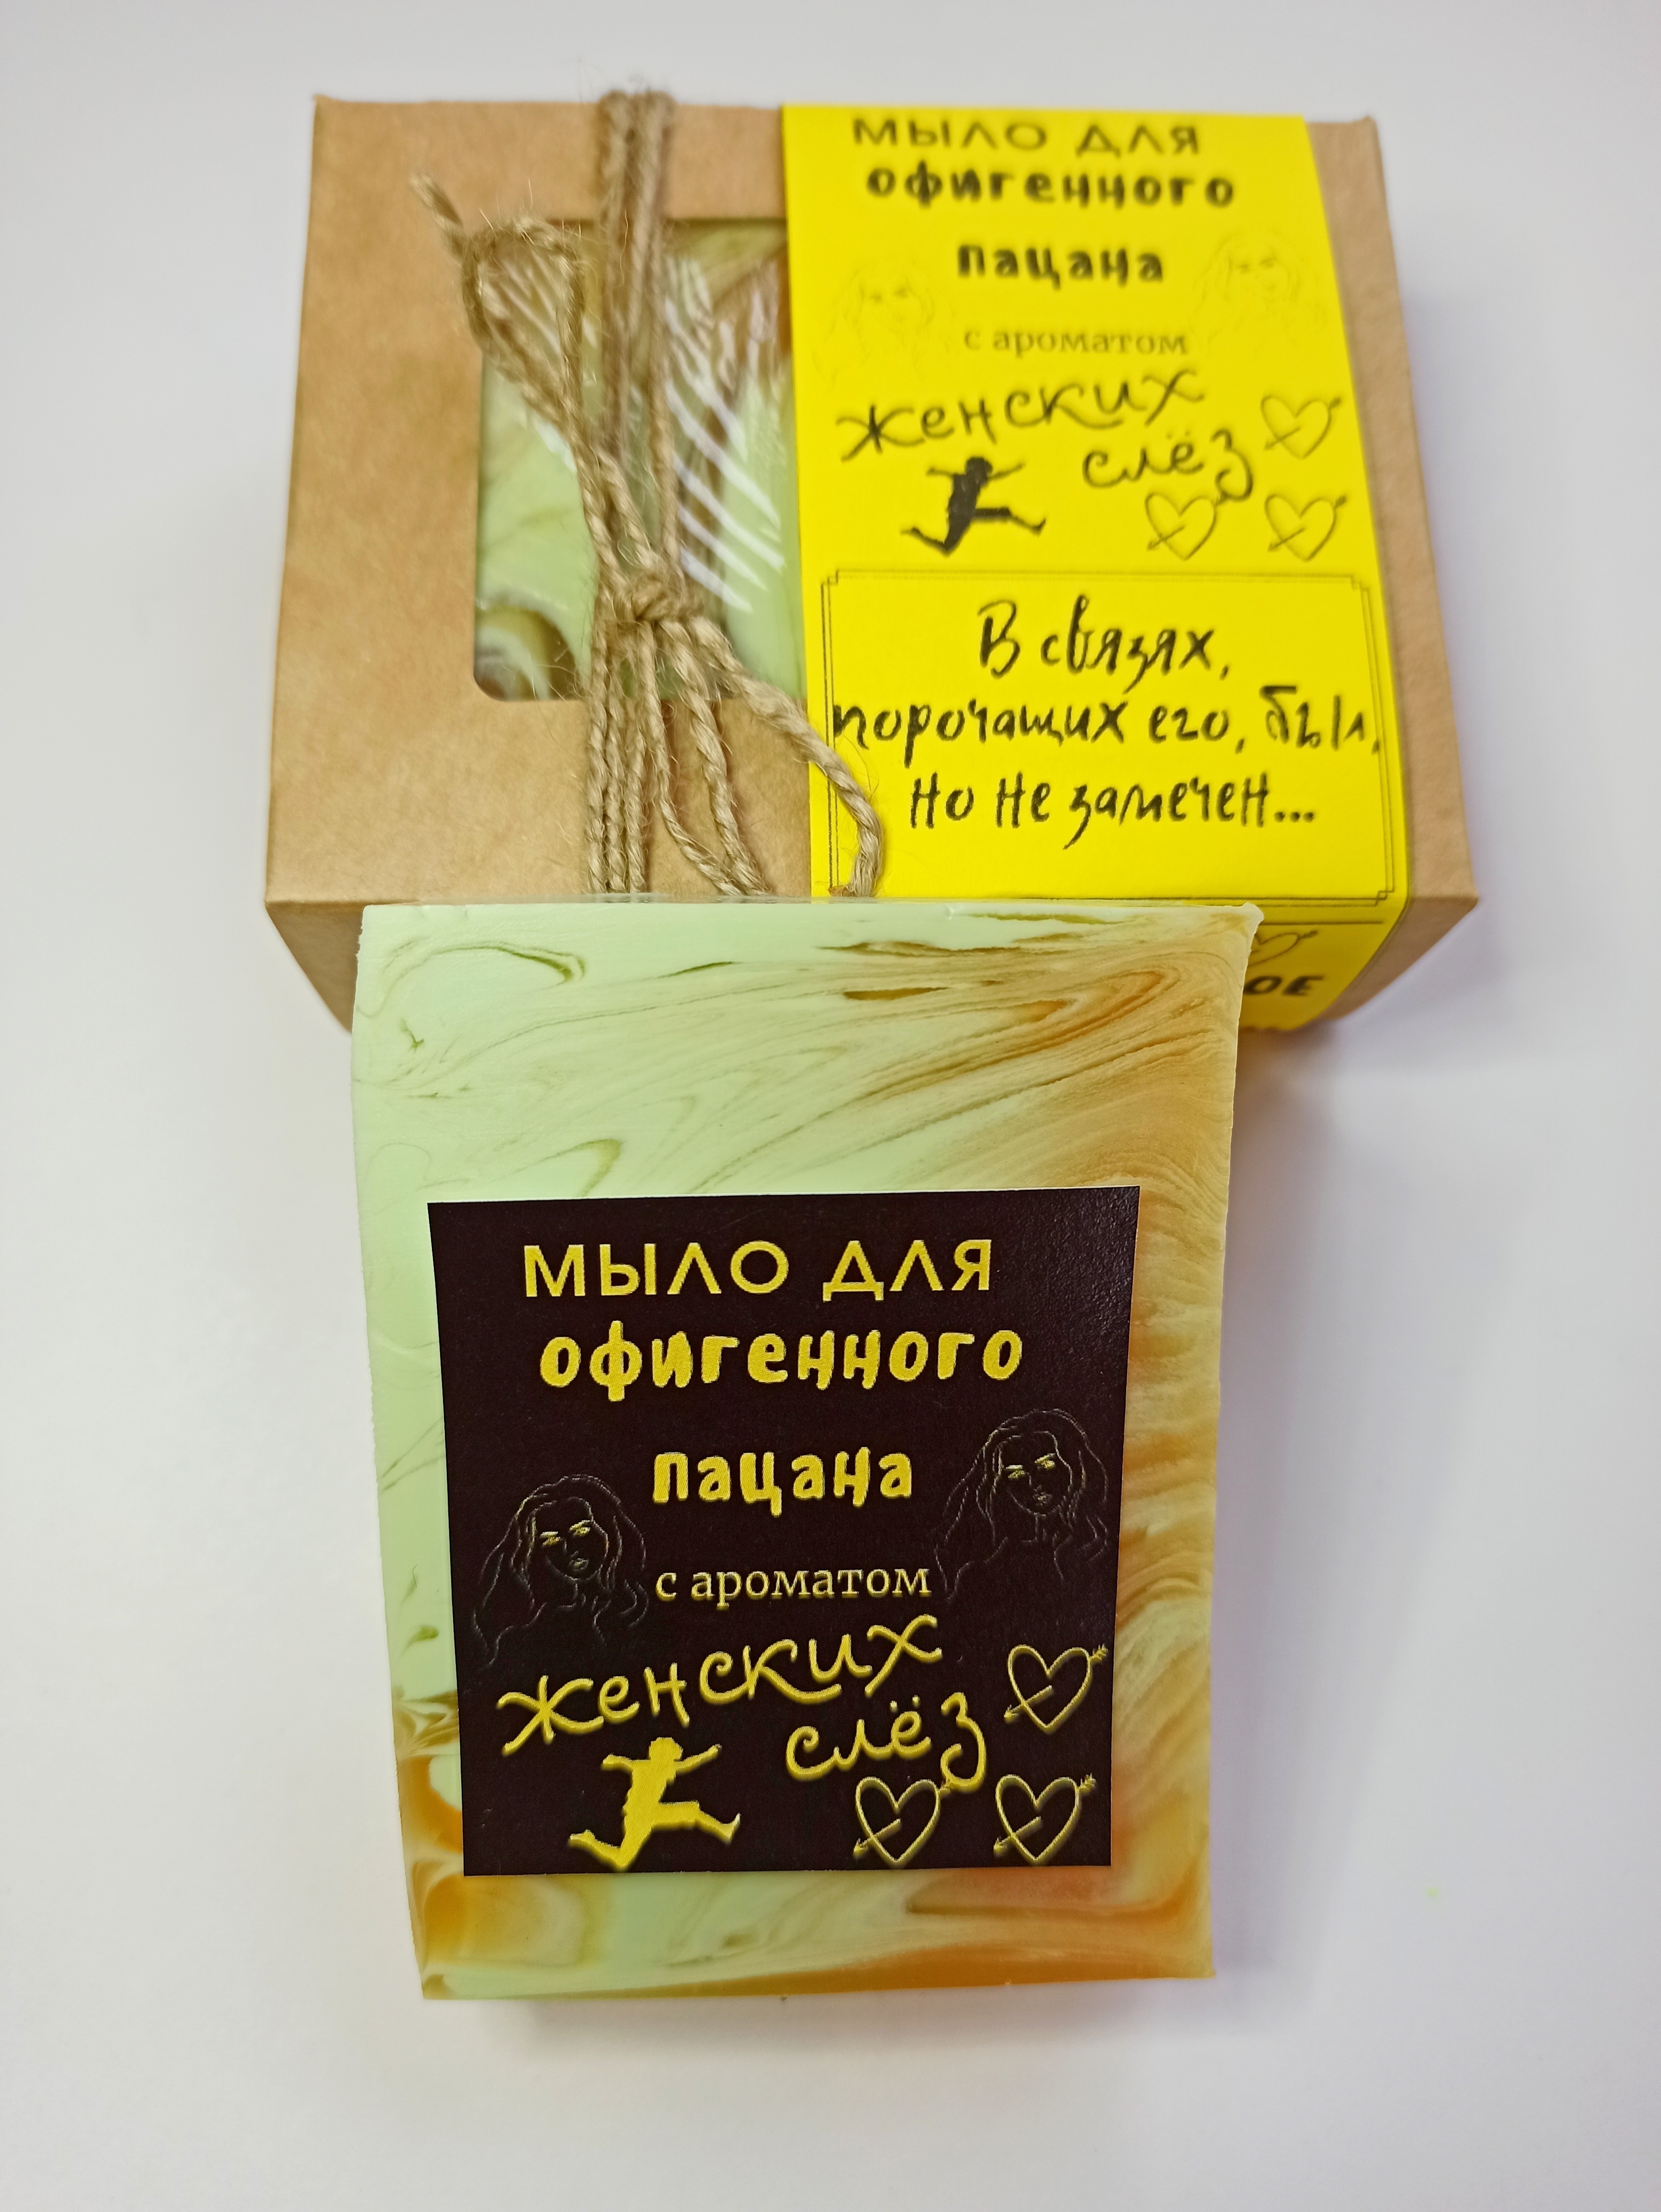 мыло для
офигенного
пацана
с ароматом
женских
слёз
В связях,
порочащих его, был,
но не замечен...
МЫЛО ДЛЯ
офигенного
пацана
с ароматом
женских
слёз